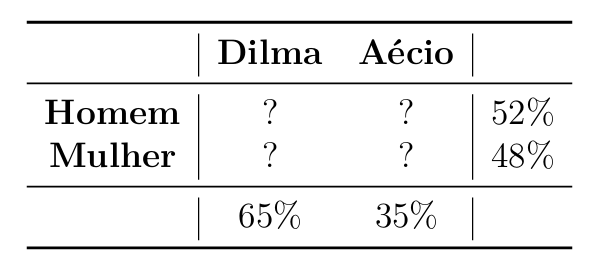 Dilma Aécio
Homem ? ? 52%
Mulher ? ? 48%
65% 35%